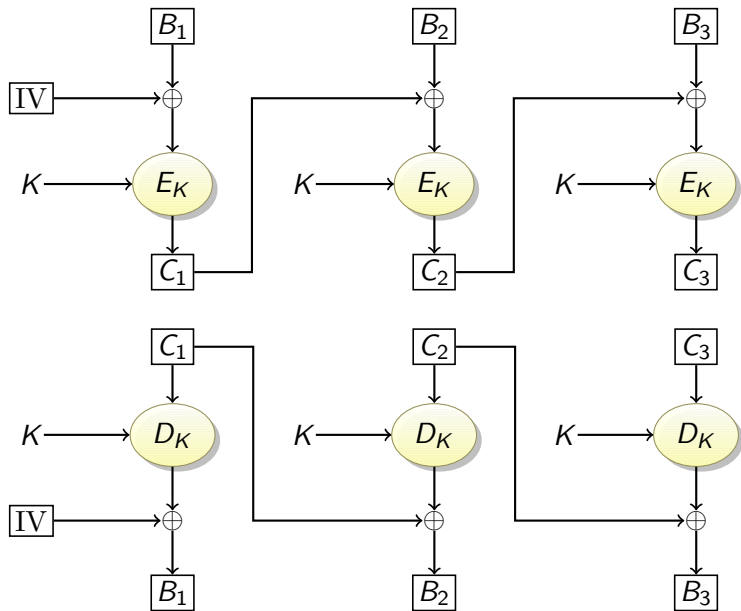 B₁ B₂ B₃
IV
K E_K K E_K K E_K
C₁ C₂ C₃
C₁ C₂ C₃
K D_K K D_K K D_K
IV
B₁ B₂ B₃